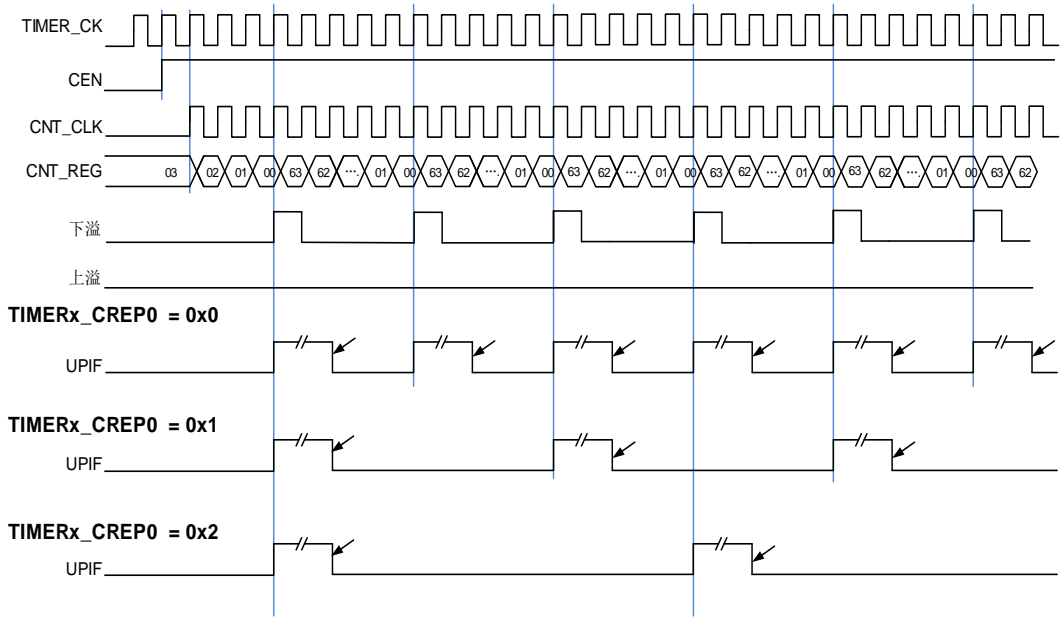 TIMER_CK
CEN
CNT_CLK
CNT_REG 03 02 01 00 63 62 .... 01 00 63 62 .... 01 00 63 62 .... 01 00 63 62 .... 01 00 63 62 .... 01 00 63 62
下溢
上溢
TIMERx_CREP0 = 0x0
UPIF
TIMERx_CREP0 = 0x1
UPIF
TIMERx_CREP0 = 0x2
UPIF